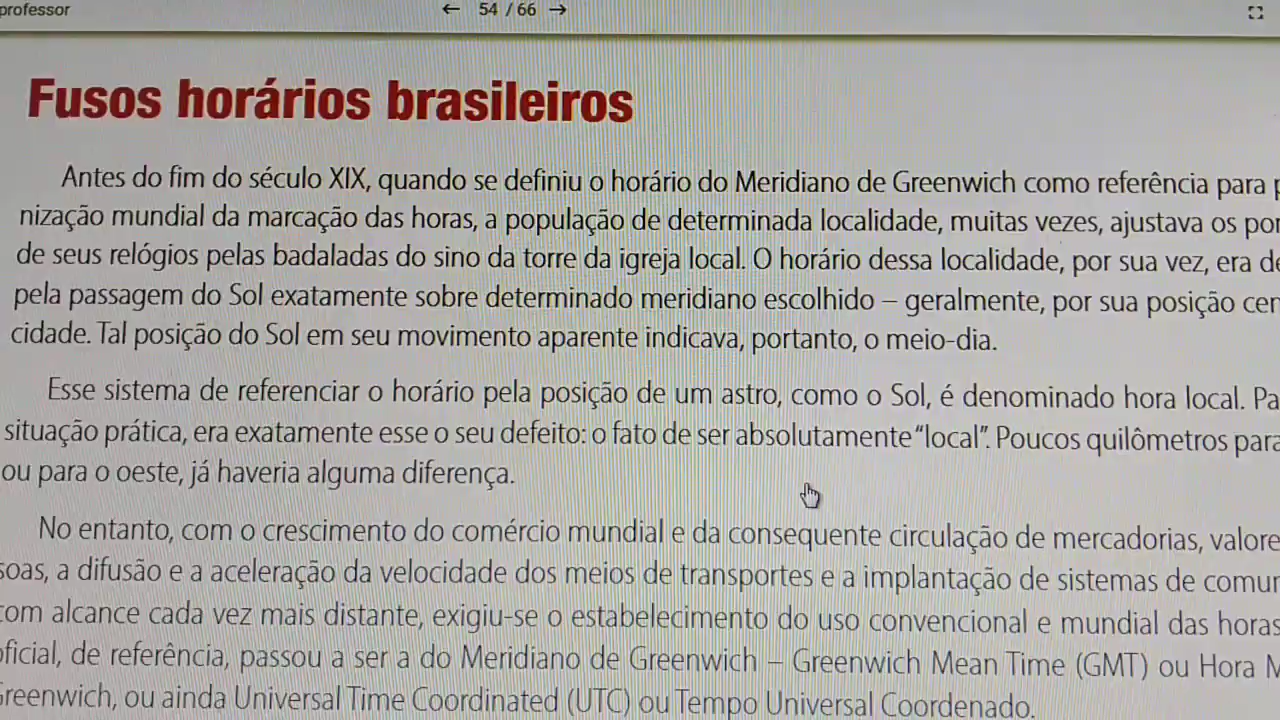 professor
← 54 / 66 →
Fusos horários brasileiros
Antes do fim do século XIX, quando se definiu o horário do Meridiano de Greenwich como referência para
nização mundial da marcação das horas, a população de determinada localidade, muitas vezes, ajustava os
de seus relógios pelas badaladas do sino da torre da igreja local. O horário dessa localidade, por sua vez, era
pela passagem do Sol exatamente sobre determinado meridiano escolhido – geralmente, por sua posição
cidade. Tal posição do Sol em seu movimento aparente indicava, portanto, o meio-dia.
Esse sistema de referenciar o horário pela posição de um astro, como o Sol, é denominado hora local.
situação prática, era exatamente esse o seu defeito: o fato de ser absolutamente “local”. Poucos quilômetros para
ou para o oeste, já haveria alguma diferença.
No entanto, com o crescimento do comércio mundial e da consequente circulação de mercadorias,
soas, a difusão e a aceleração da velocidade dos meios de transportes e a implantação de sistemas de
com alcance cada vez mais distante, exigiu-se o estabelecimento do uso convencional e mundial das horas
oficial, de referência, passou a ser a do Meridiano de Greenwich – Greenwich Mean Time (GMT) ou Hora
Greenwich, ou ainda Universal Time Coordinated (UTC) ou Tempo Universal Coordenado.